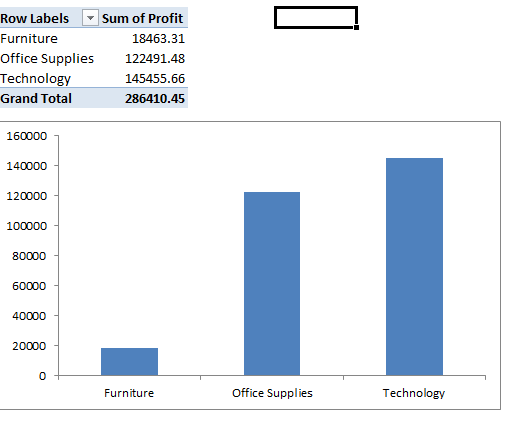 Row Labels Sum of Profit
Furniture 18463.31
Office Supplies 122491.48
Technology 145455.66
Grand Total 286410.45
160000
140000
120000
100000
80000
60000
40000
20000
0
Furniture Office Supplies Technology